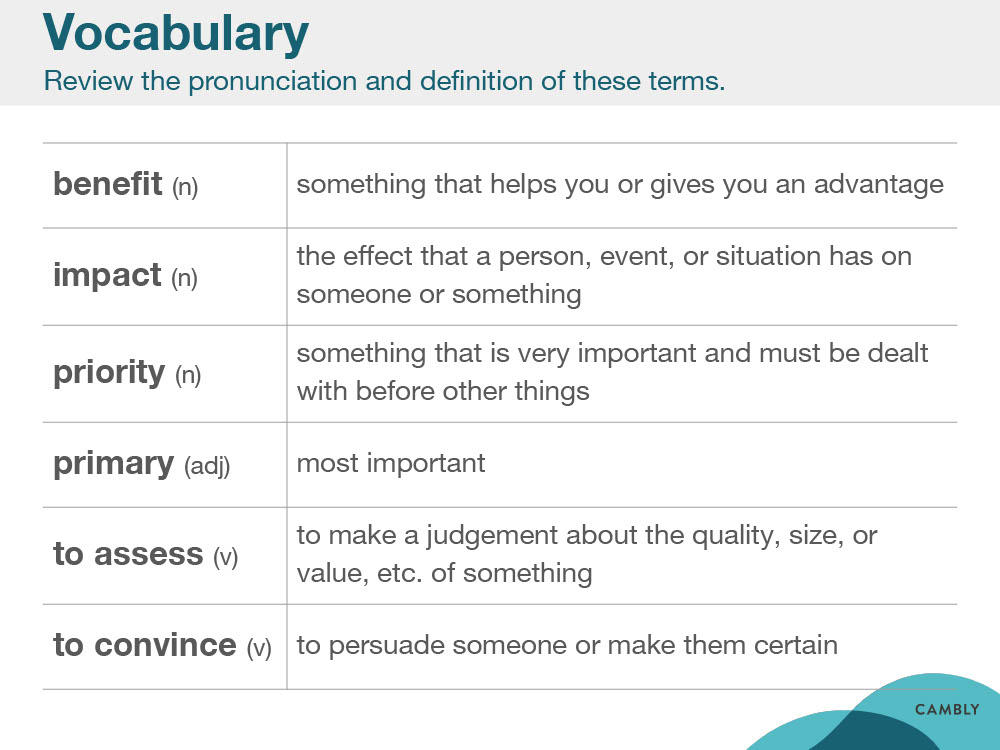 Vocabulary
Review the pronunciation and definition of these terms.
benefit (n)
something that helps you or gives you an advantage
impact (n)
the effect that a person, event, or situation has on
someone or something
priority (n)
something that is very important and must be dealt
with before other things
primary (adj)
most important
to assess (v)
to make a judgement about the quality, size, or
value, etc. of something
to convince (v)
to persuade someone or make them certain
CAMBLY